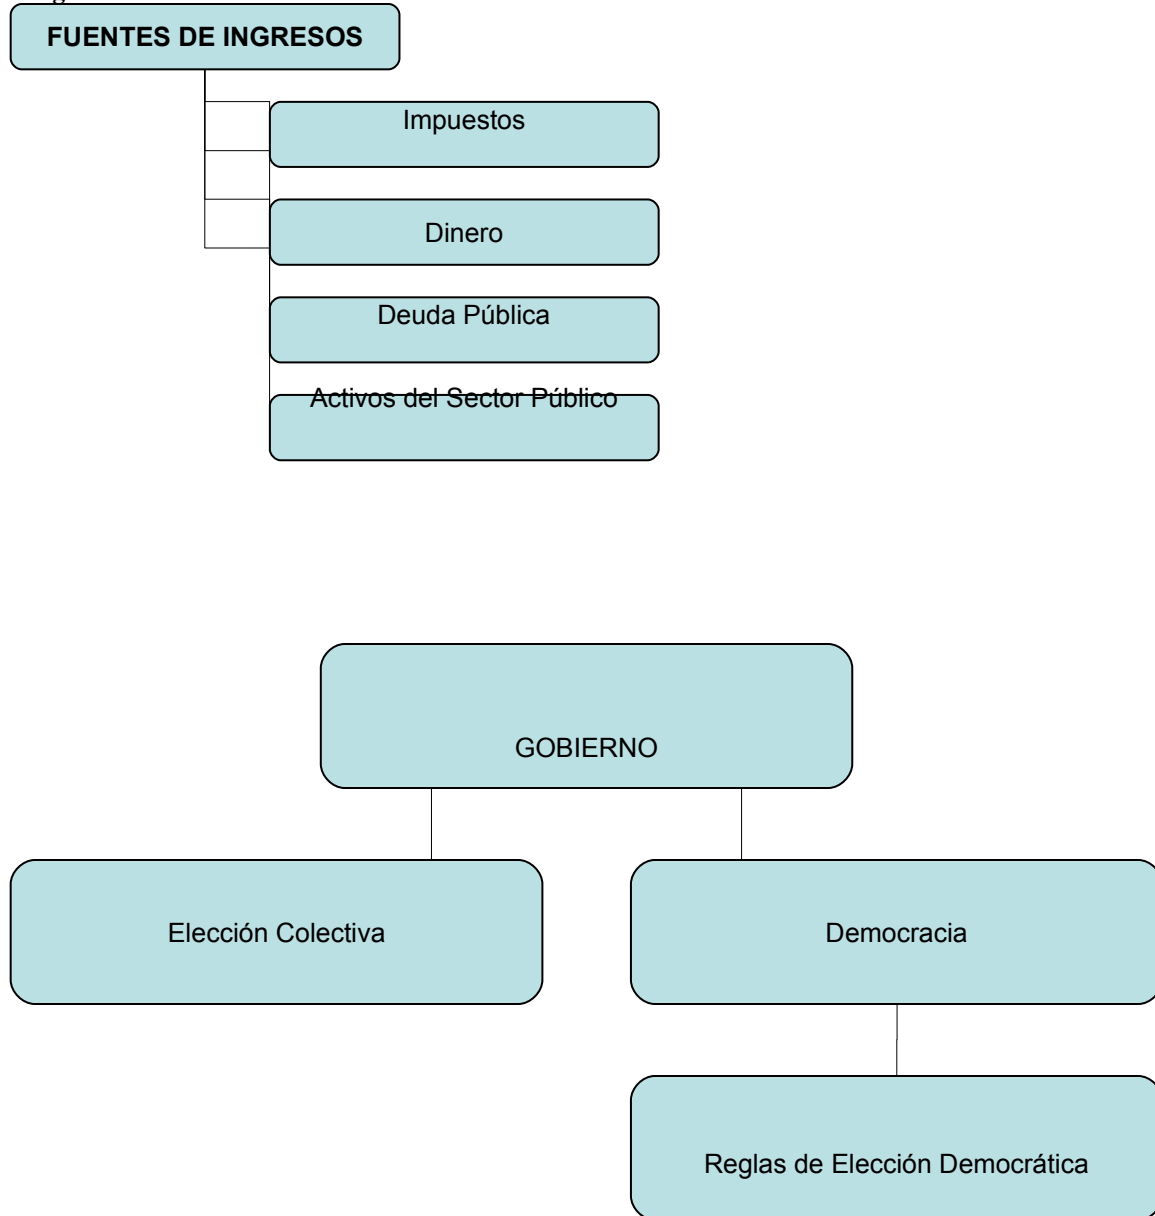 FUENTES DE INGRESOS
Impuestos
Dinero
Deuda Pública
Activos del Sector Público
GOBIERNO
Elección Colectiva
Democracia
Reglas de Elección Democrática